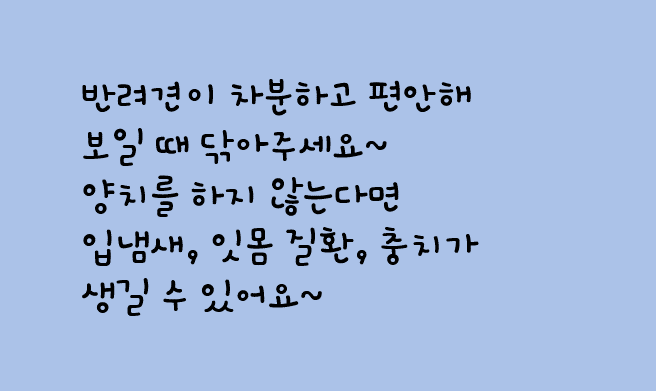 반려견이 차분하고 편안해
보일 때 닦아주세요~
양치를 하지 않는다면
입냄새, 잇몸 질환, 충치가
생길 수 있어요~